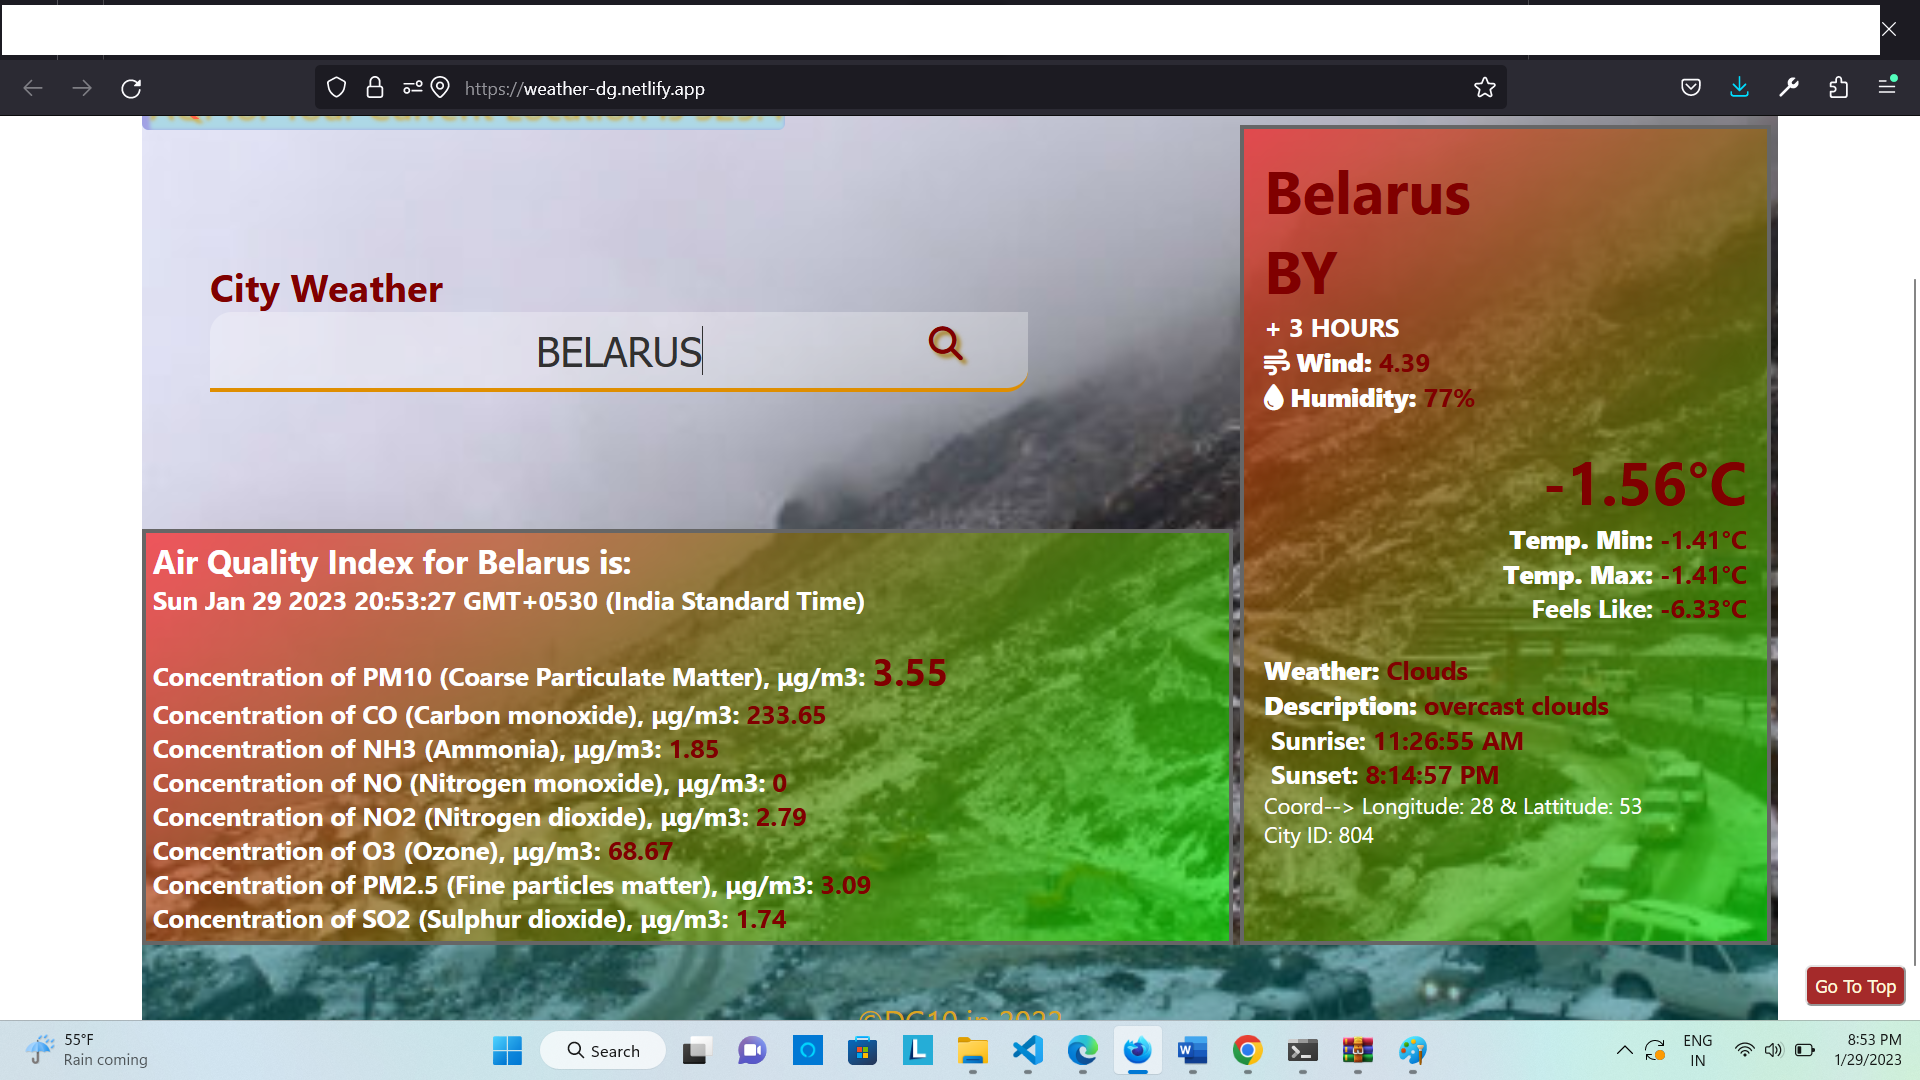 https://weather-dg.netlify.app
City Weather
BELARUS
Belarus
BY
+ 3 HOURS
Wind: 4.39
Humidity: 77%
-1.56°C
Temp. Min: -1.41°C
Temp. Max: -1.41°C
Feels Like: -6.33°C
Weather: Clouds
Description: overcast clouds
Sunrise: 11:26:55 AM
Sunset: 8:14:57 PM
Coord--> Longitude: 28 & Lattitude: 53
City ID: 804
Air Quality Index for Belarus is:
Sun Jan 29 2023 20:53:27 GMT+0530 (India Standard Time)
Concentration of PM10 (Coarse Particulate Matter), µg/m3: 3.55
Concentration of CO (Carbon monoxide), µg/m3: 233.65
Concentration of NH3 (Ammonia), µg/m3: 1.85
Concentration of NO (Nitrogen monoxide), µg/m3: 0
Concentration of NO2 (Nitrogen dioxide), µg/m3: 2.79
Concentration of O3 (Ozone), µg/m3: 68.67
Concentration of PM2.5 (Fine particles matter), µg/m3: 3.09
Concentration of SO2 (Sulphur dioxide), µg/m3: 1.74
Go To Top
©DG10.in 2022
55°F
Rain coming
Search
ENG
IN
8:53 PM
1/29/2023